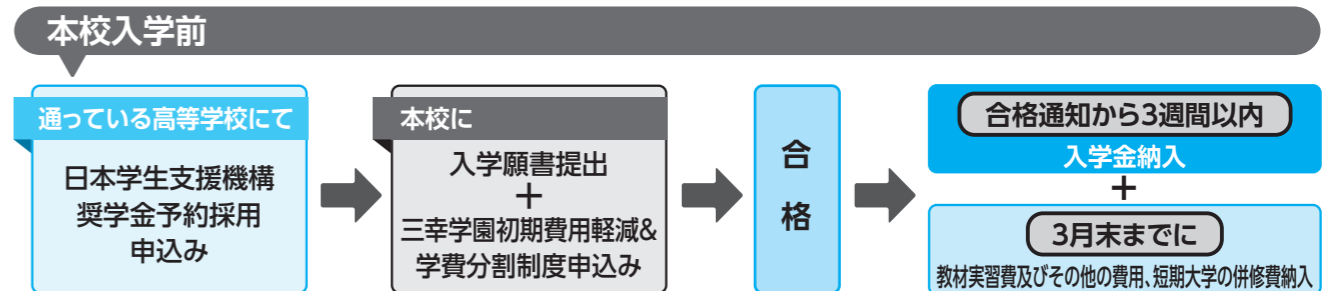 本校入学前
通っている高等学校にて
日本学生支援機構
奨学金予約採用
申込み
本校に
入学願書提出
＋
三幸学園初期費用軽減&
学費分割制度申込み
合
格
合格通知から3週間以内
入学金納入
＋
3月末までに
教材実習費及びその他の費用、短期大学の併修費納入